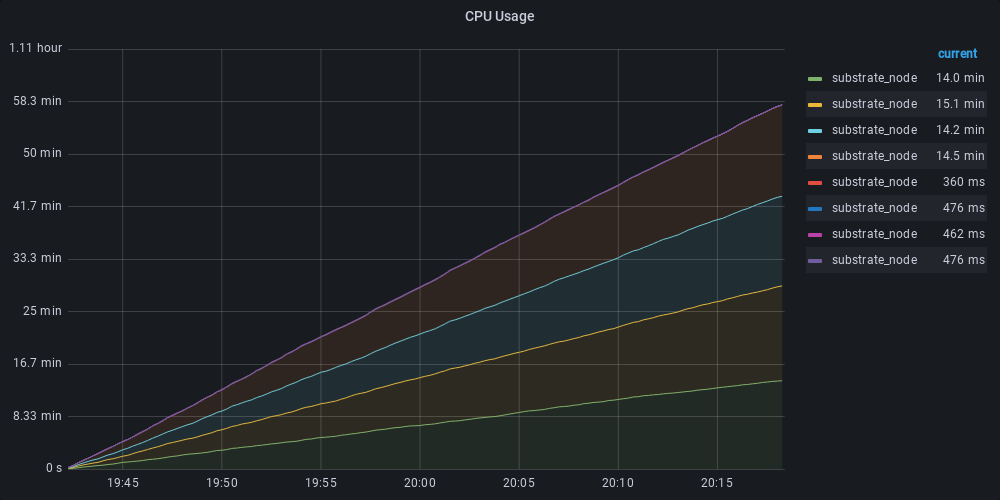 CPU Usage
1.11 hour
58.3 min
50 min
41.7 min
33.3 min
25 min
16.7 min
8.33 min
0 s
19:45 19:50 19:55 20:00 20:05 20:10 20:15
current
substrate_node 14.0 min
substrate_node 15.1 min
substrate_node 14.2 min
substrate_node 14.5 min
substrate_node 360 ms
substrate_node 476 ms
substrate_node 462 ms
substrate_node 476 ms